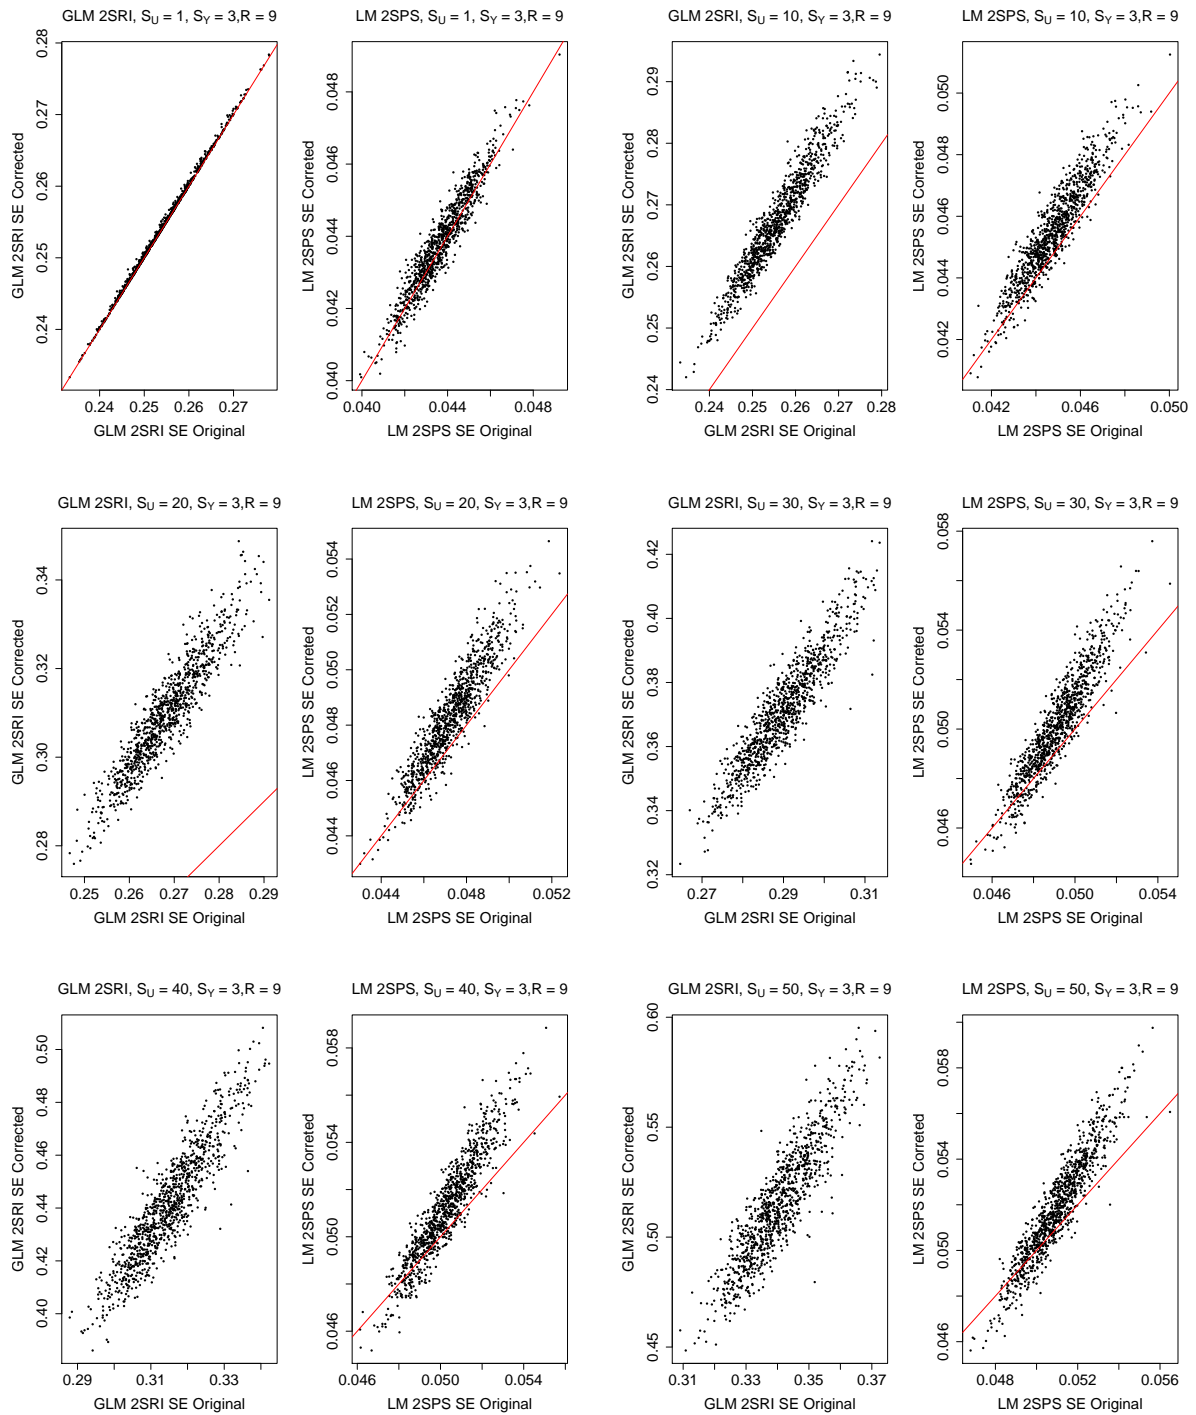 GLM 2SRI, SU = 1, SY = 3,R = 9
GLM 2SRI SE Corrected
0.28
0.27
0.26
0.25
0.24
0.24 0.25 0.26 0.27
GLM 2SRI SE Original
LM 2SPS, SU = 1, SY = 3,R = 9
LM 2SPS SE Correted
0.048
0.046
0.044
0.042
0.040
0.040 0.044 0.048
LM 2SPS SE Original
GLM 2SRI, SU = 10, SY = 3,R = 9
GLM 2SRI SE Corrected
0.29
0.28
0.27
0.26
0.25
0.24
0.24 0.25 0.26 0.27 0.28
GLM 2SRI SE Original
LM 2SPS, SU = 10, SY = 3,R = 9
LM 2SPS SE Correted
0.050
0.048
0.046
0.044
0.042
0.042 0.046 0.050
LM 2SPS SE Original
GLM 2SRI, SU = 20, SY = 3,R = 9
GLM 2SRI SE Corrected
0.34
0.32
0.30
0.28
0.25 0.26 0.27 0.28 0.29
GLM 2SRI SE Original
LM 2SPS, SU = 20, SY = 3,R = 9
LM 2SPS SE Correted
0.054
0.052
0.050
0.048
0.046
0.044
0.044 0.048 0.052
LM 2SPS SE Original
GLM 2SRI, SU = 30, SY = 3,R = 9
GLM 2SRI SE Corrected
0.42
0.40
0.38
0.36
0.34
0.32
0.27 0.29 0.31
GLM 2SRI SE Original
LM 2SPS, SU = 30, SY = 3,R = 9
LM 2SPS SE Correted
0.058
0.054
0.050
0.046
0.046 0.050 0.054
LM 2SPS SE Original
GLM 2SRI, SU = 40, SY = 3,R = 9
GLM 2SRI SE Corrected
0.50
0.48
0.46
0.44
0.42
0.40
0.29 0.31 0.33
GLM 2SRI SE Original
LM 2SPS, SU = 40, SY = 3,R = 9
LM 2SPS SE Correted
0.058
0.054
0.050
0.046
0.046 0.050 0.054
LM 2SPS SE Original
GLM 2SRI, SU = 50, SY = 3,R = 9
GLM 2SRI SE Corrected
0.60
0.55
0.50
0.45
0.31 0.33 0.35 0.37
GLM 2SRI SE Original
LM 2SPS, SU = 50, SY = 3,R = 9
LM 2SPS SE Correted
0.058
0.054
0.050
0.046
0.048 0.052 0.056
LM 2SPS SE Original